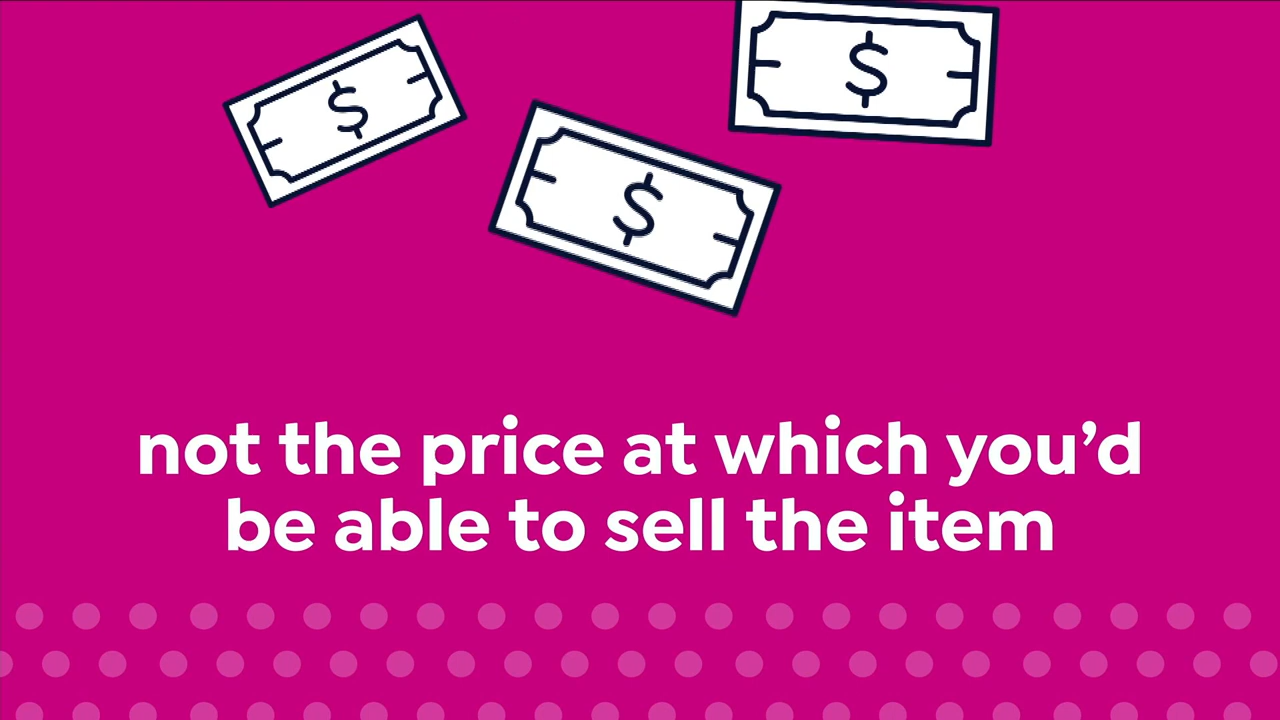 $
$
$
not the price at which you’d
be able to sell the item